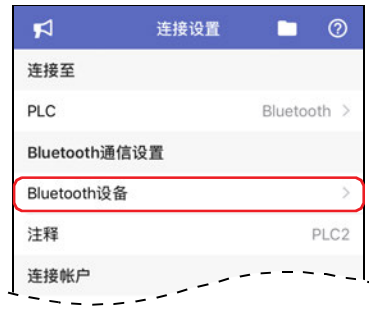 连接设置
连接至
PLC Bluetooth >
Bluetooth通信设置
Bluetooth设备 >
注释 PLC2
连接帐户